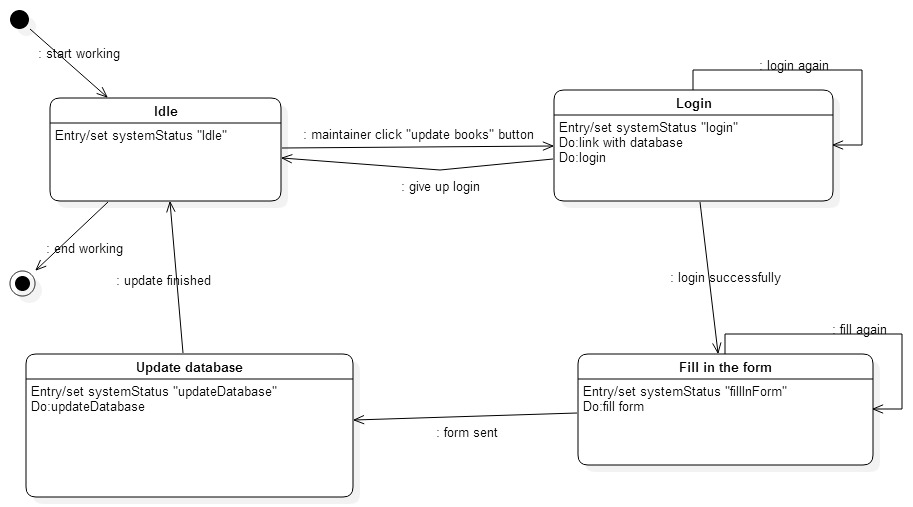 : start working
Idle
Entry/set systemStatus "Idle"
: maintainer click "update books" button
: give up login
: login again
Login
Entry/set systemStatus "login"
Do:link with database
Do:login
: end working
: update finished
: login successfully
: fill again
Update database
Entry/set systemStatus "updateDatabase"
Do:updateDatabase
: form sent
Fill in the form
Entry/set systemStatus "fillInForm"
Do:fill form